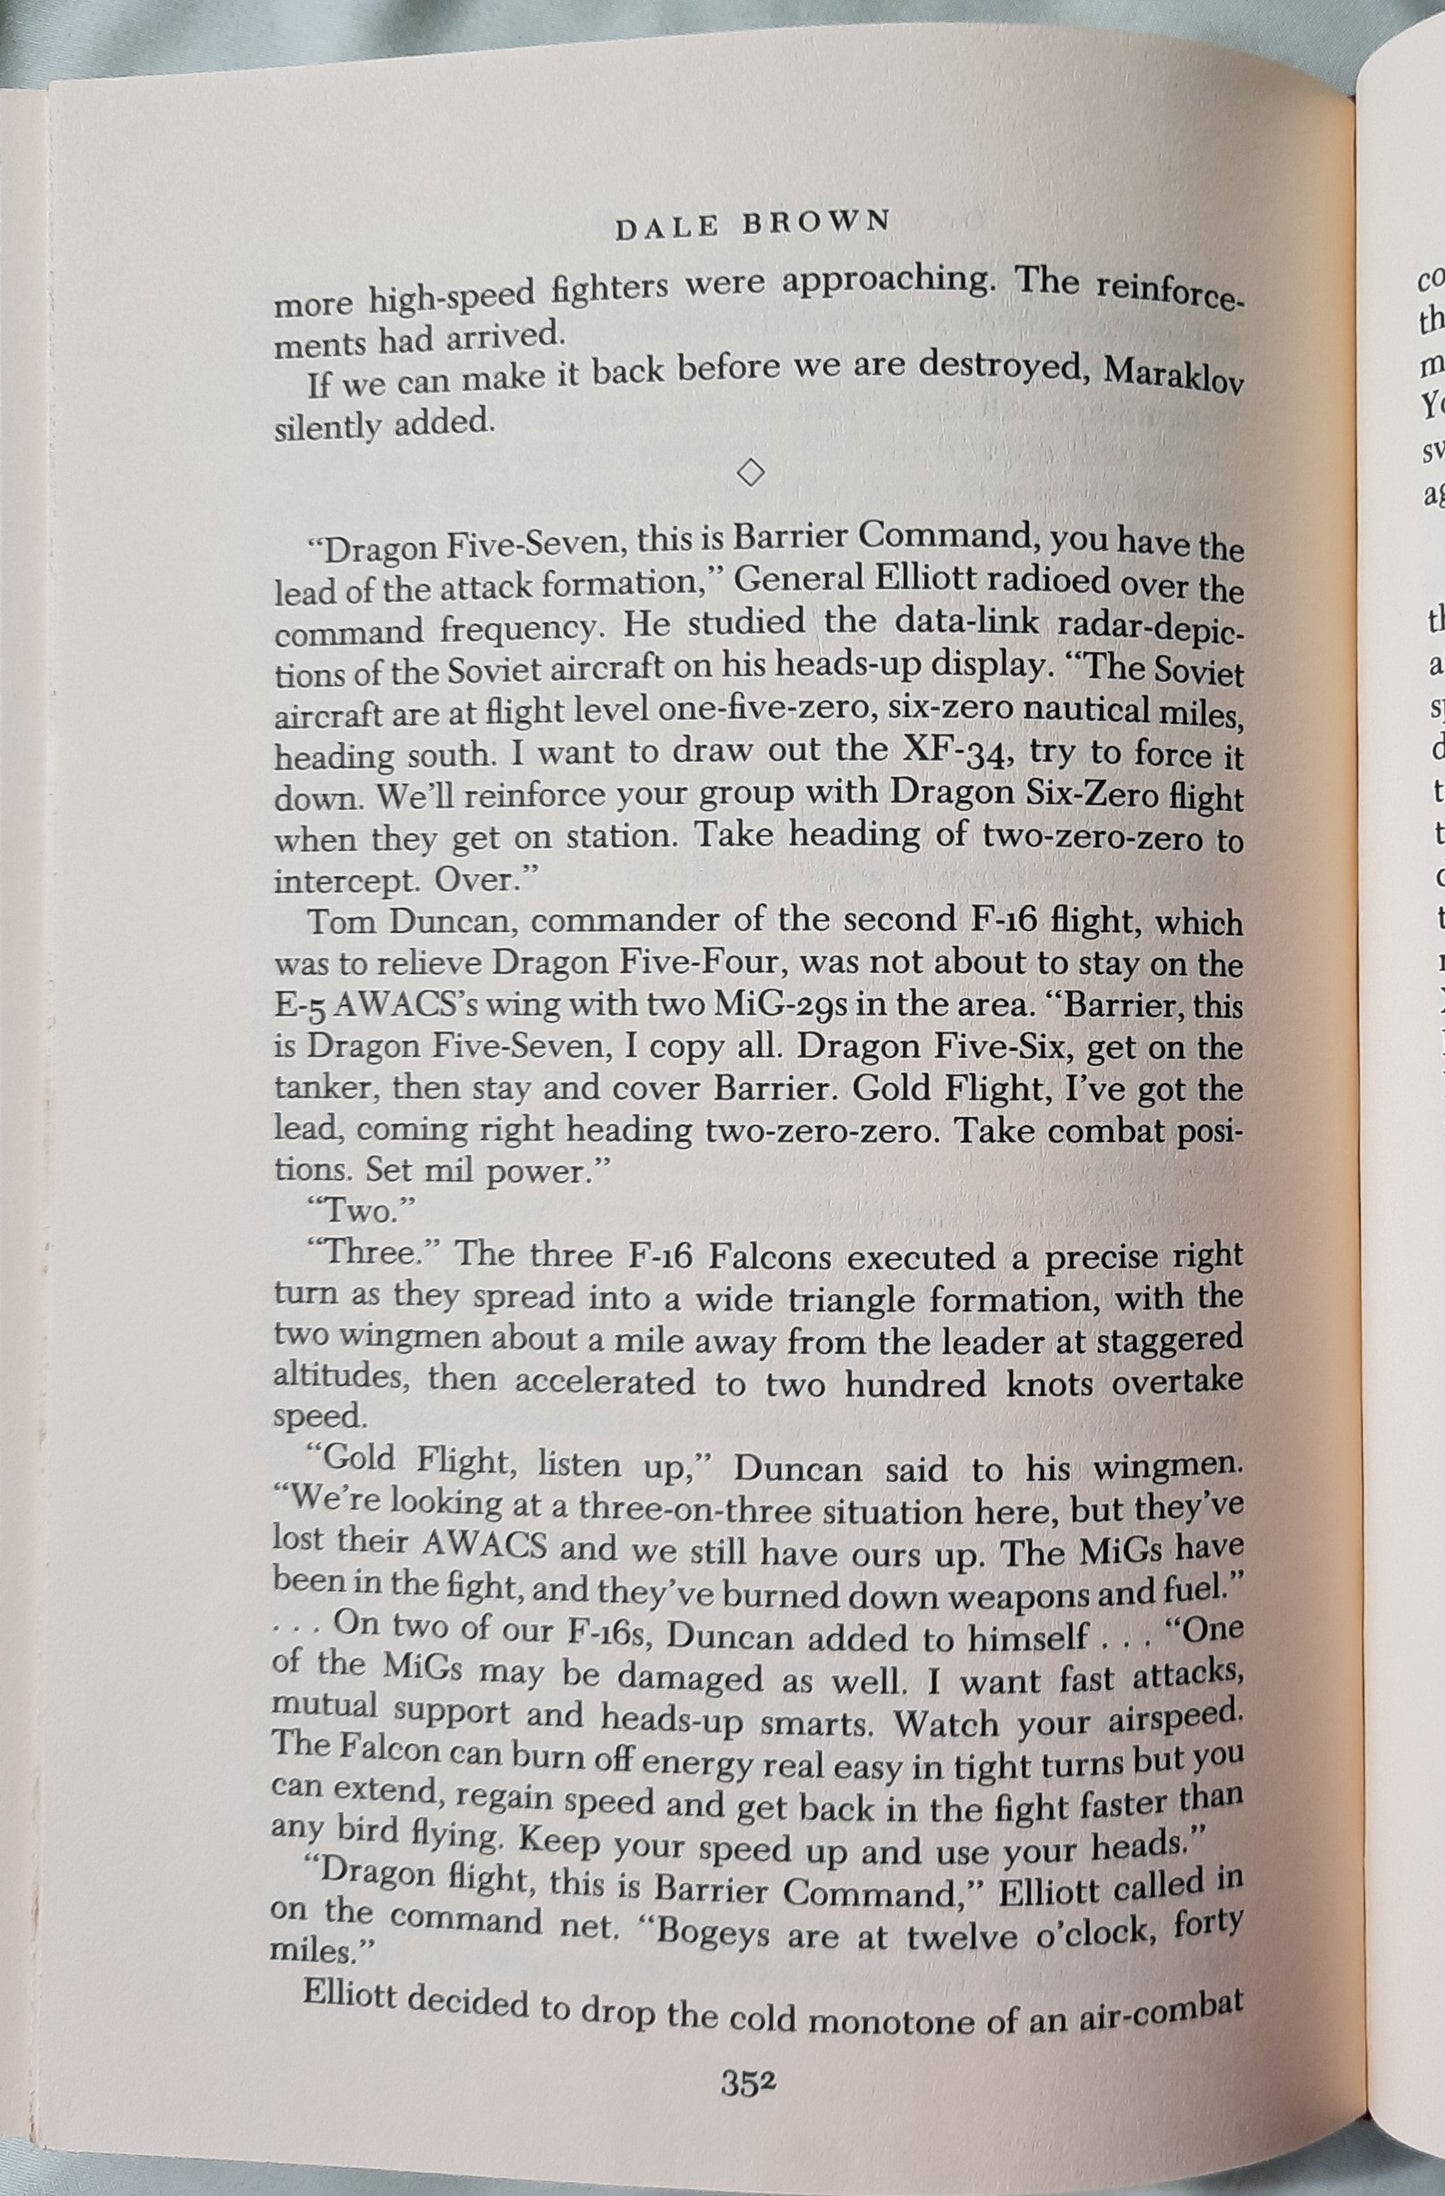 DALE BROWN
more high-speed fighters were approaching. The reinforce-
ments had arrived.
If we can make it back before we are destroyed, Maraklov
silently added.
◇
“Dragon Five-Seven, this is Barrier Command, you have the
lead of the attack formation,” General Elliott radioed over the
command frequency. He studied the data-link radar-depic-
tions of the Soviet aircraft on his heads-up display. “The Soviet
aircraft are at flight level one-five-zero, six-zero nautical miles,
heading south. I want to draw out the XF-34, try to force it
down. We’ll reinforce your group with Dragon Six-Zero flight
when they get on station. Take heading of two-zero-zero to
intercept. Over.”
Tom Duncan, commander of the second F-16 flight, which
was to relieve Dragon Five-Four, was not about to stay on the
E-5 AWACS’s wing with two MiG-29s in the area. “Barrier, this
is Dragon Five-Seven, I copy all. Dragon Five-Six, get on the
tanker, then stay and cover Barrier. Gold Flight, I’ve got the
lead, coming right heading two-zero-zero. Take combat posi-
tions. Set mil power.”
“Two.”
“Three.” The three F-16 Falcons executed a precise right
turn as they spread into a wide triangle formation, with the
two wingmen about a mile away from the leader at staggered
altitudes, then accelerated to two hundred knots overtake
speed.
“Gold Flight, listen up,” Duncan said to his wingmen.
“We’re looking at a three-on-three situation here, but they’ve
lost their AWACS and we still have ours up. The MiGs have
been in the fight, and they’ve burned down weapons and fuel.”
. . . On two of our F-16s, Duncan added to himself . . . “One
of the MiGs may be damaged as well. I want fast attacks,
mutual support and heads-up smarts. Watch your airspeed.
The Falcon can burn off energy real easy in tight turns but you
can extend, regain speed and get back in the fight faster than
any bird flying. Keep your speed up and use your heads.”
“Dragon flight, this is Barrier Command,” Elliott called in
on the command net. “Bogeys are at twelve o’clock, forty
miles.”
Elliott decided to drop the cold monotone of an air-combat
352